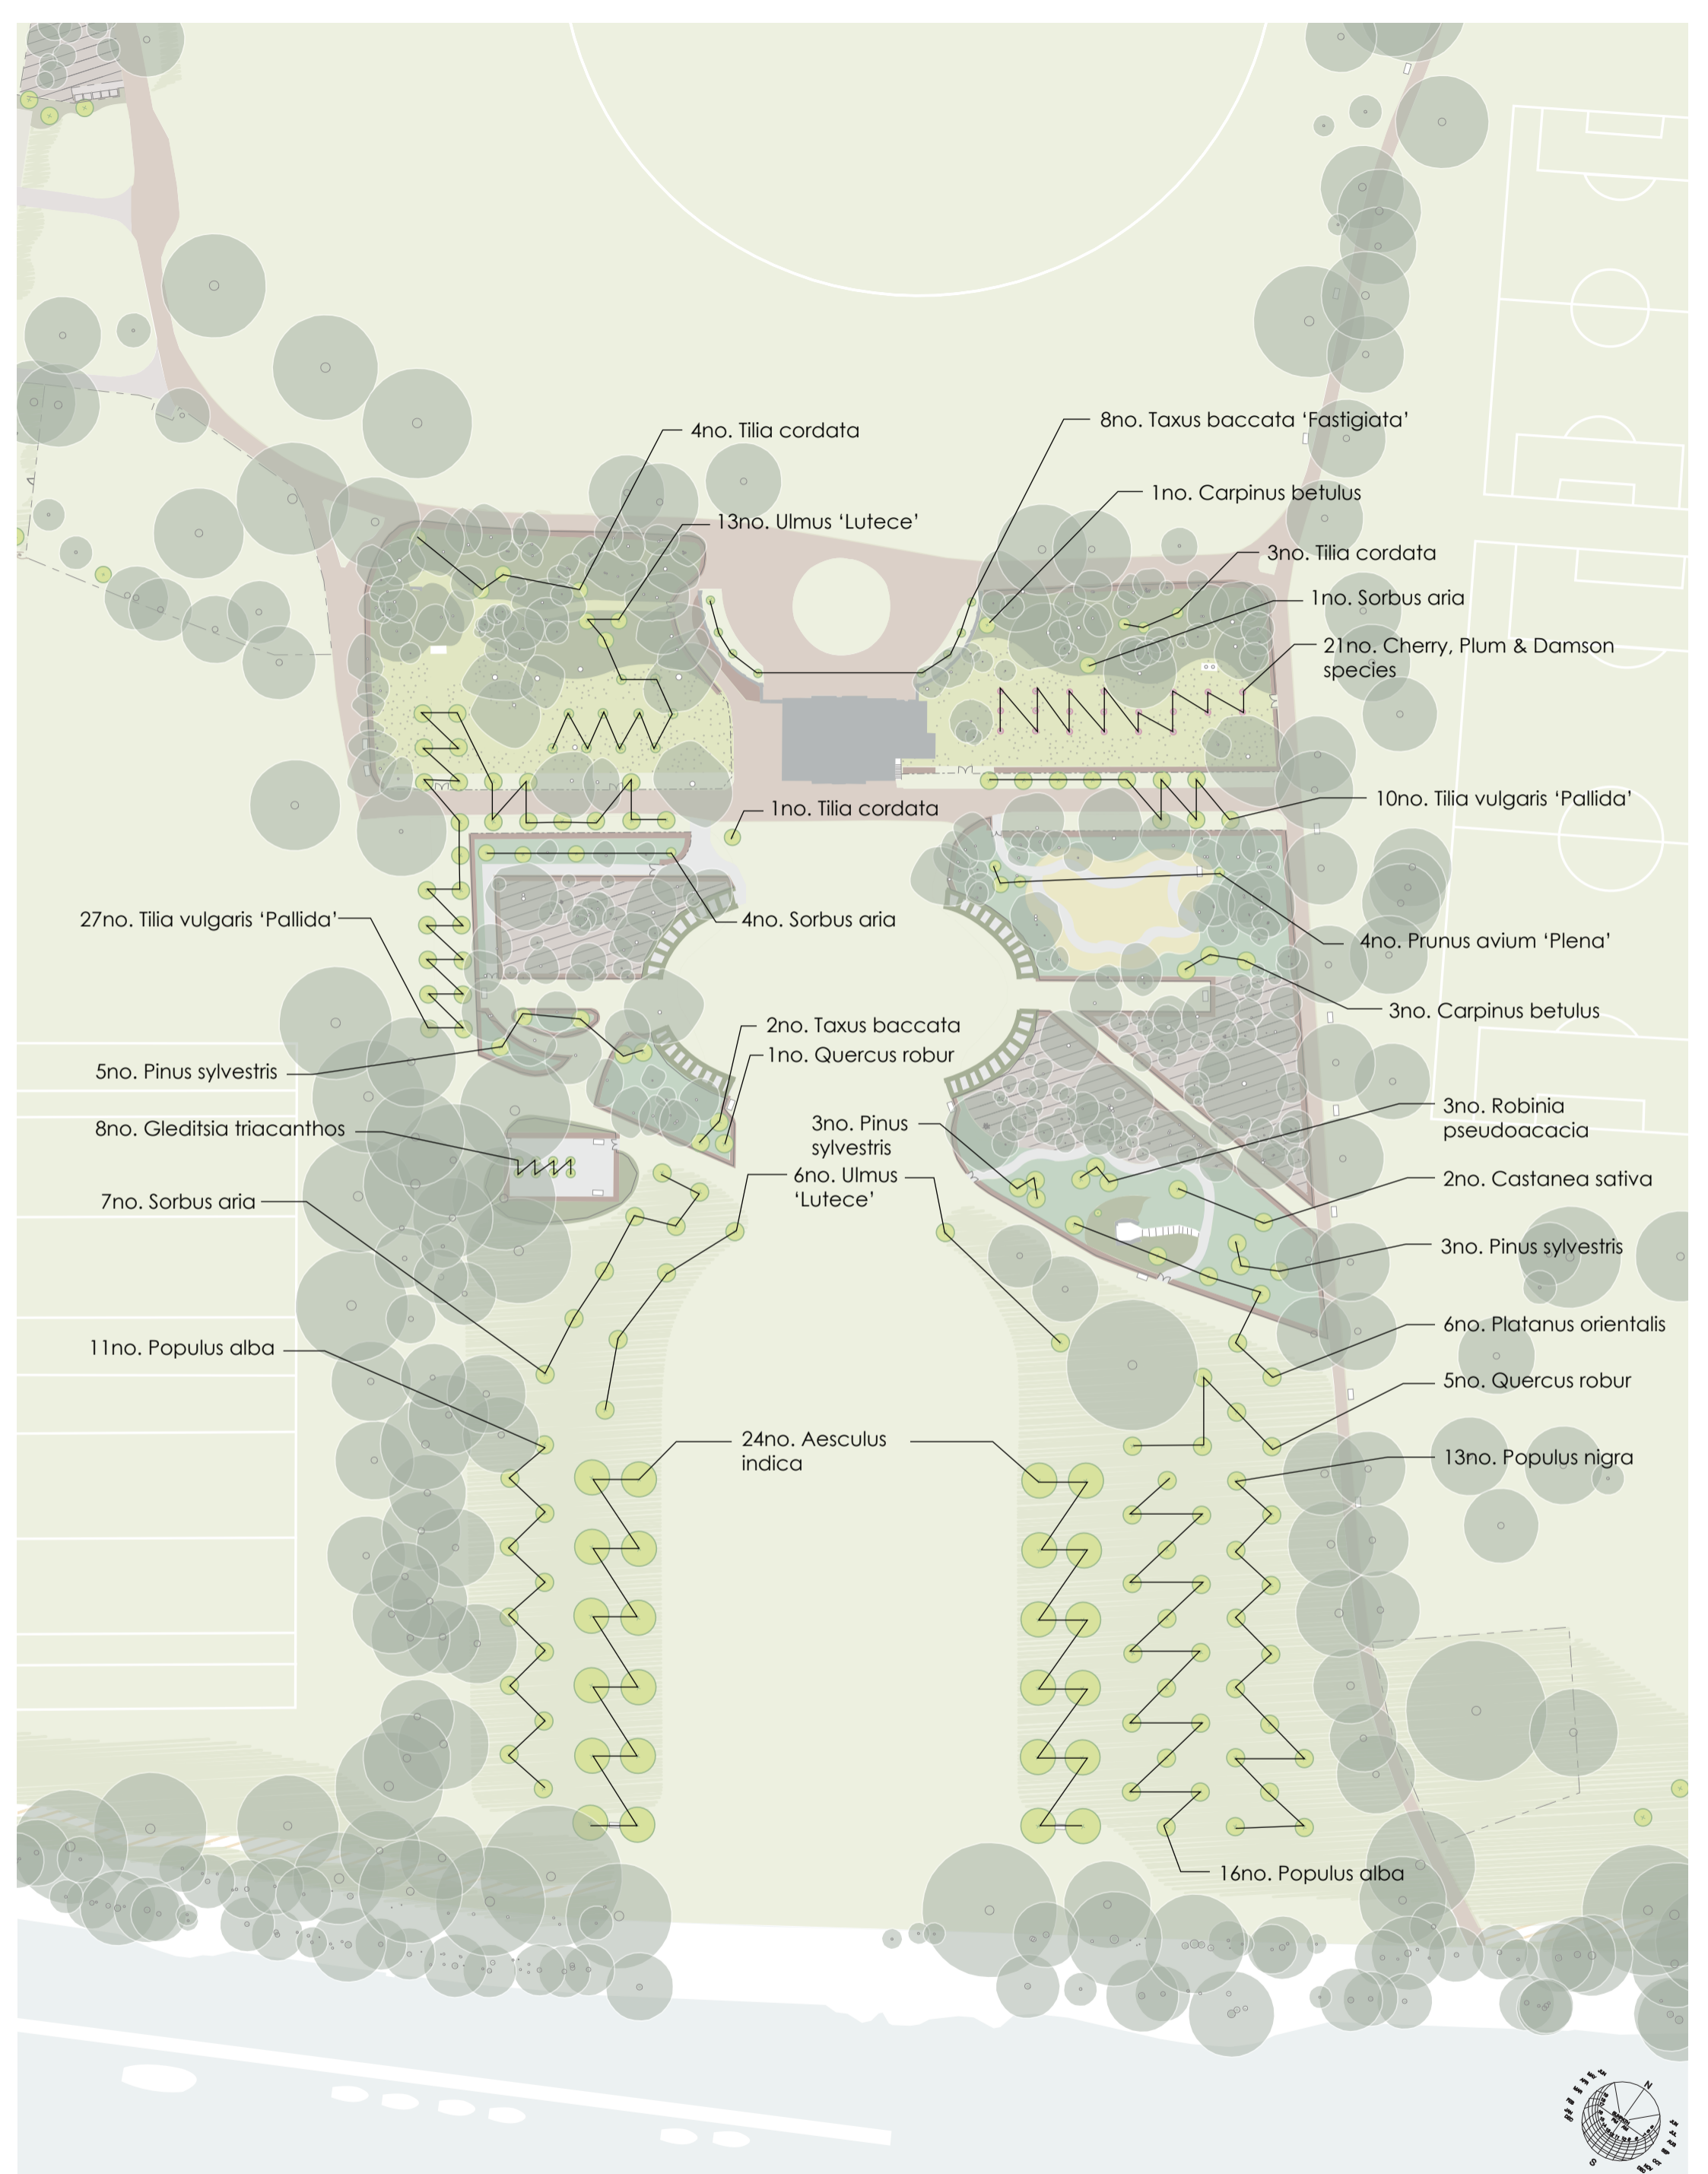 8no. Taxus baccata ‘Fastigiata’
4no. Tilia cordata
1no. Carpinus betulus
13no. Ulmus ‘Lutece’
3no. Tilia cordata
1no. Sorbus aria
21no. Cherry, Plum & Damson
species
1no. Tilia cordata
10no. Tilia vulgaris ‘Pallida’
27no. Tilia vulgaris ‘Pallida’
4no. Sorbus aria
4no. Prunus avium ‘Plena’
3no. Carpinus betulus
2no. Taxus baccata
1no. Quercus robur
5no. Pinus sylvestris
3no. Robinia
pseudoacacia
8no. Gleditsia triacanthos
3no. Pinus
sylvestris
6no. Ulmus
‘Lutece’
2no. Castanea sativa
7no. Sorbus aria
3no. Pinus sylvestris
6no. Platanus orientalis
11no. Populus alba
5no. Quercus robur
24no. Aesculus
indica
13no. Populus nigra
16no. Populus alba
N
S